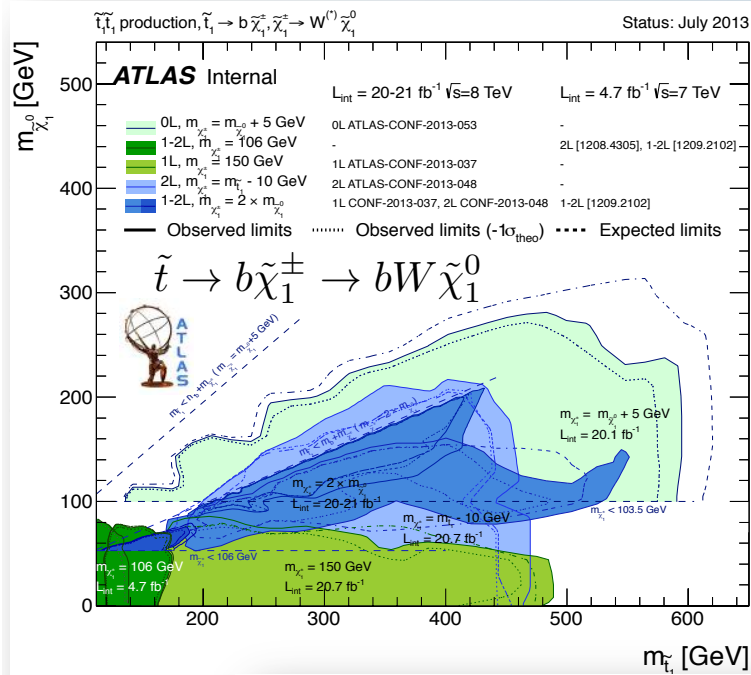 t̃₁t̃₁ production, t̃₁→ b χ̃₁±, χ̃₁±→ W(*) χ̃₁⁰
Status: July 2013
ATLAS Internal
L_int = 20-21 fb⁻¹ √s=8 TeV
L_int = 4.7 fb⁻¹ √s=7 TeV
0L, m_χ̃₁± = m_χ̃₁⁰ + 5 GeV
0L ATLAS-CONF-2013-053
-
1-2L, m_χ̃₁± = 106 GeV
-
2L [1208.4305], 1-2L [1209.2102]
1L, m_χ̃₁± = 150 GeV
1L ATLAS-CONF-2013-037
-
2L, m_χ̃₁± = m_t̃₁ - 10 GeV
2L ATLAS-CONF-2013-048
-
1-2L, m_χ̃₁± = 2 × m_χ̃₁⁰
1L CONF-2013-037, 2L CONF-2013-048
1-2L [1209.2102]
Observed limits
Observed limits (-1σ_theo)
Expected limits
t̃ → bχ̃₁± → bWχ̃₁⁰
ATLAS
m_χ̃₁⁰ [GeV]
500
400
300
200
100
0
m_χ̃₁± = m_χ̃₁⁰ + 5 GeV
L_int = 20.1 fb⁻¹
m_χ̃₁± = 2 × m_χ̃₁⁰
L_int = 20-21 fb⁻¹
m_χ̃₁± < 103.5 GeV
m_χ̃₁± = m_t̃₁ - 10 GeV
L_int = 20.7 fb⁻¹
m_χ̃₁± < 106 GeV
m_χ̃₁± = 106 GeV
L_int = 4.7 fb⁻¹
m_χ̃₁± = 150 GeV
L_int = 20.7 fb⁻¹
200
300
400
500
600
m_t̃₁ [GeV]